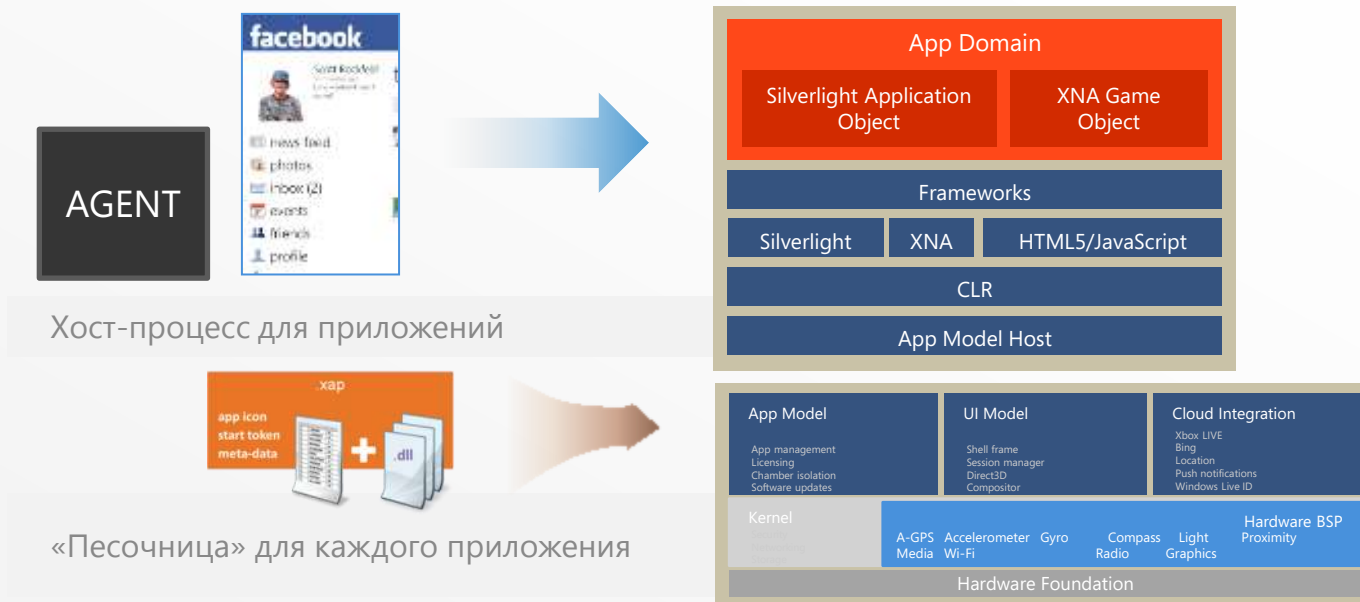 facebook
Scott Rockfeld
news feed
photos
inbox (2)
events
friends
profile
AGENT
Хост-процесс для приложений
.xap
app icon
start token
meta-data
.dll
«Песочница» для каждого приложения
App Domain
Silverlight Application
Object
XNA Game
Object
Frameworks
Silverlight
XNA
HTML5/JavaScript
CLR
App Model Host
App Model
App management
Licensing
Chamber isolation
Software updates
UI Model
Shell frame
Session manager
Direct3D
Compositor
Cloud Integration
Xbox LIVE
Bing
Location
Push notifications
Windows Live ID
Kernel
Hardware BSP
A-GPS Accelerometer Gyro Compass Light Proximity
Media Wi-Fi Radio Graphics
Hardware Foundation